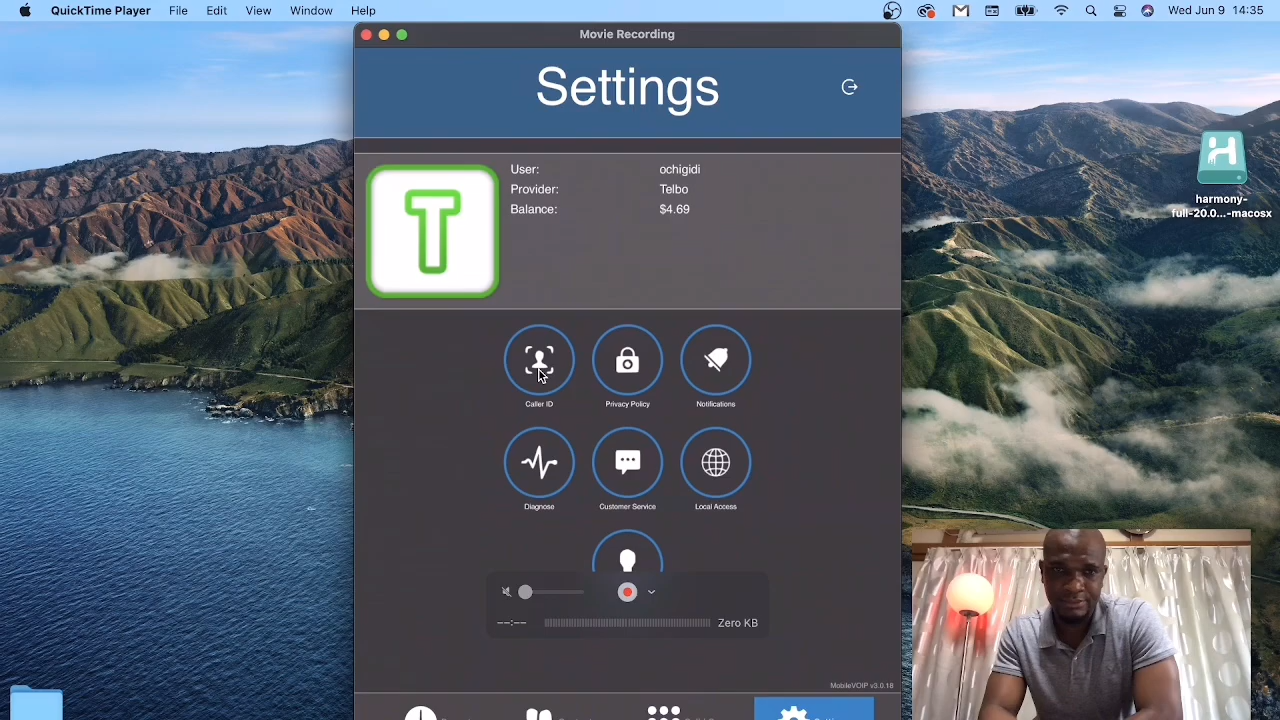 QuickTime Player File Edit View Window Help Wed Jun 9 14:35
Movie Recording
Settings
User: ochigidi
Provider: Telbo
Balance: $4.69
T
harmony-
full-20.0...-macosx
Caller ID Privacy Policy Notifications
Diagnose Customer Service Local Access
--:-- Zero KB
MobileVOIP v3.0.18